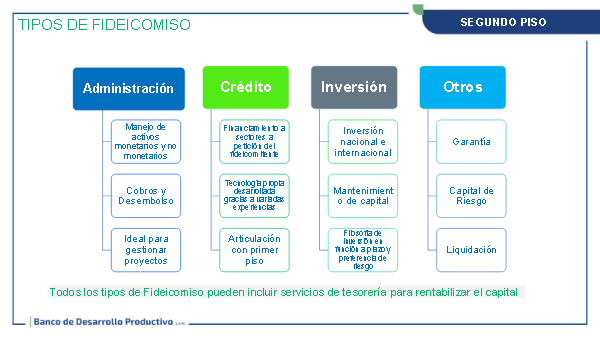 TIPOS DE FIDEICOMISO
SEGUNDO PISO
Administración
Manejo de
activos
monetarios y no
monetarios
Cobros y
Desembolso
Ideal para
gestionar
proyectos
Crédito
Financiamiento a
sectores a
petición del
fideicomitente
Tecnología propia
desarrollada
gracias a variadas
experiencias
Articulación
con primer
piso
Inversión
Inversión
nacional e
internacional
Mantenimient
o de capital
Filosofía de
Inversión en
función a plazo y
preferencia de
riesgo
Otros
Garantía
Capital de
Riesgo
Liquidación
Todos los tipos de Fideicomiso pueden incluir servicios de tesorería para rentabilizar el capital
Banco de Desarrollo Productivo S.A.M.